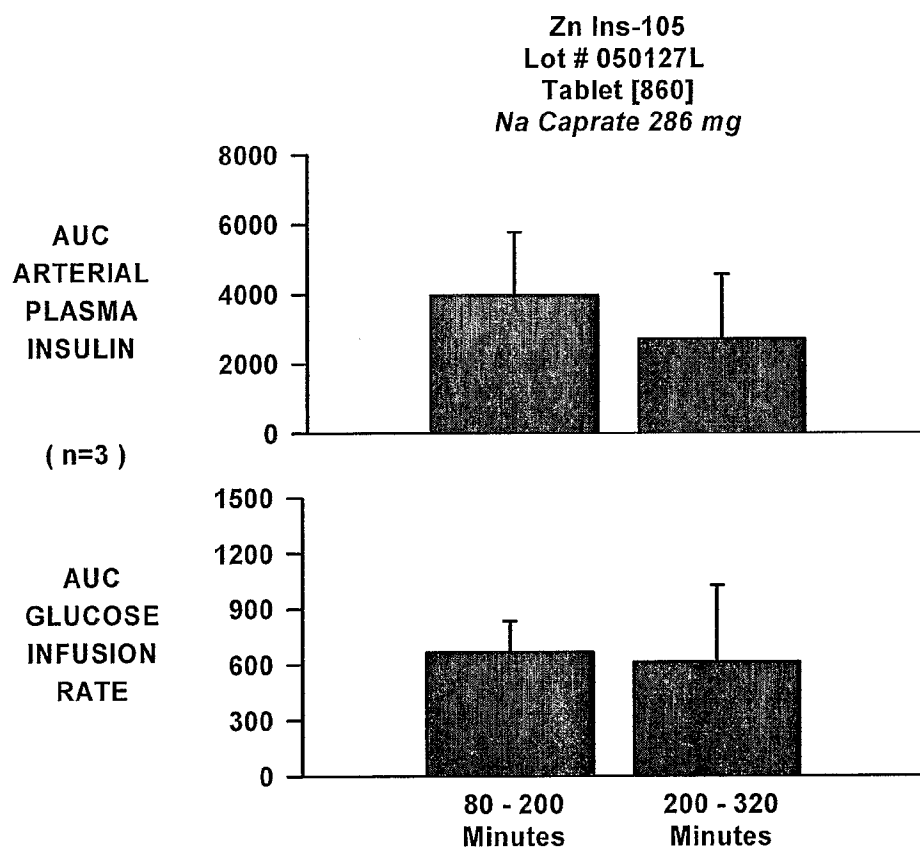 Zn Ins-105
Lot # 050127L
Tablet [860]
Na Caprate 286 mg
8000
6000
4000
2000
0
AUC
ARTERIAL
PLASMA
INSULIN
( n=3 )
1500
1200
900
600
300
0
AUC
GLUCOSE
INFUSION
RATE
80 - 200
Minutes
200 - 320
Minutes